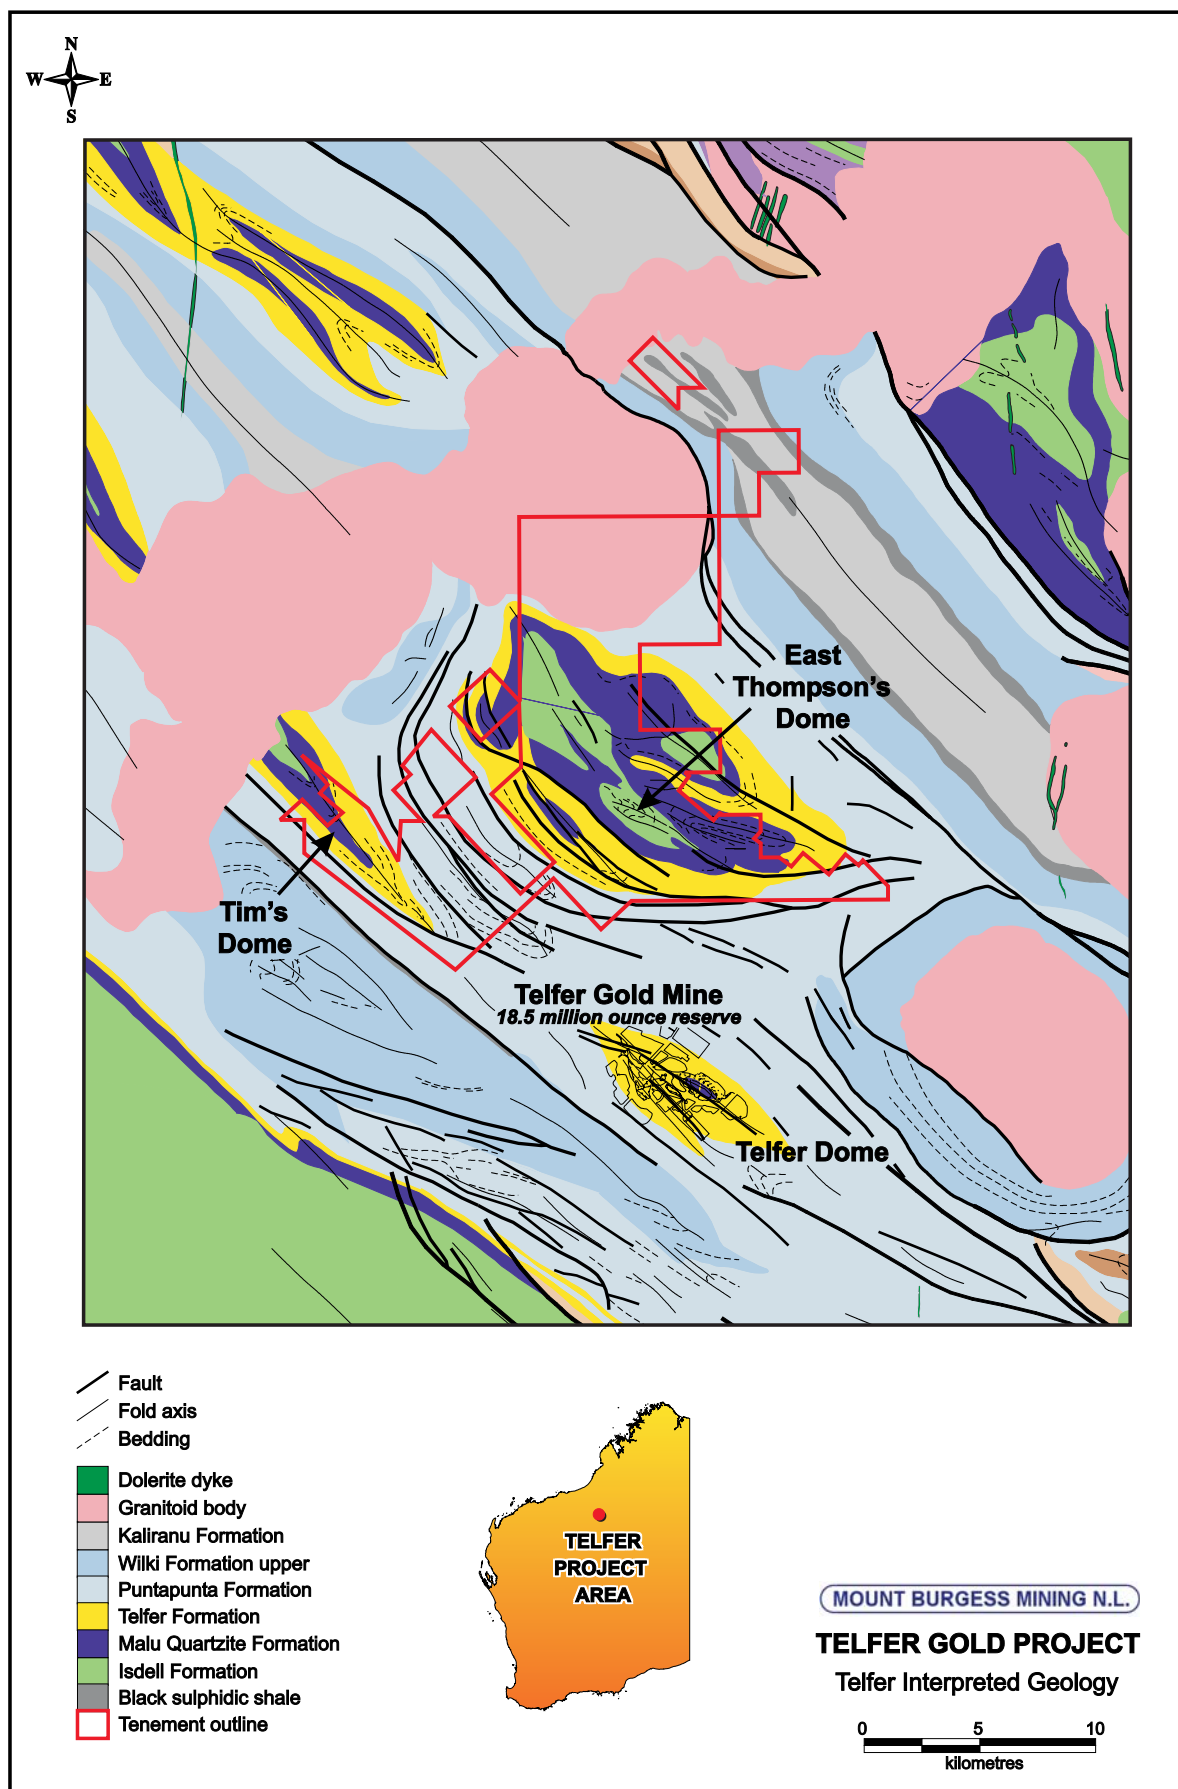 N
W E
S
East
Thompson's
Dome
Tim's
Dome
Telfer Gold Mine
18.5 million ounce reserve
Telfer Dome
Fault
Fold axis
Bedding
Dolerite dyke
Granitoid body
Kaliranu Formation
Wilki Formation upper
Puntapunta Formation
Telfer Formation
Malu Quartzite Formation
Isdell Formation
Black sulphidic shale
Tenement outline
TELFER
PROJECT
AREA
MOUNT BURGESS MINING N.L.
TELFER GOLD PROJECT
Telfer Interpreted Geology
0 5 10
kilometres